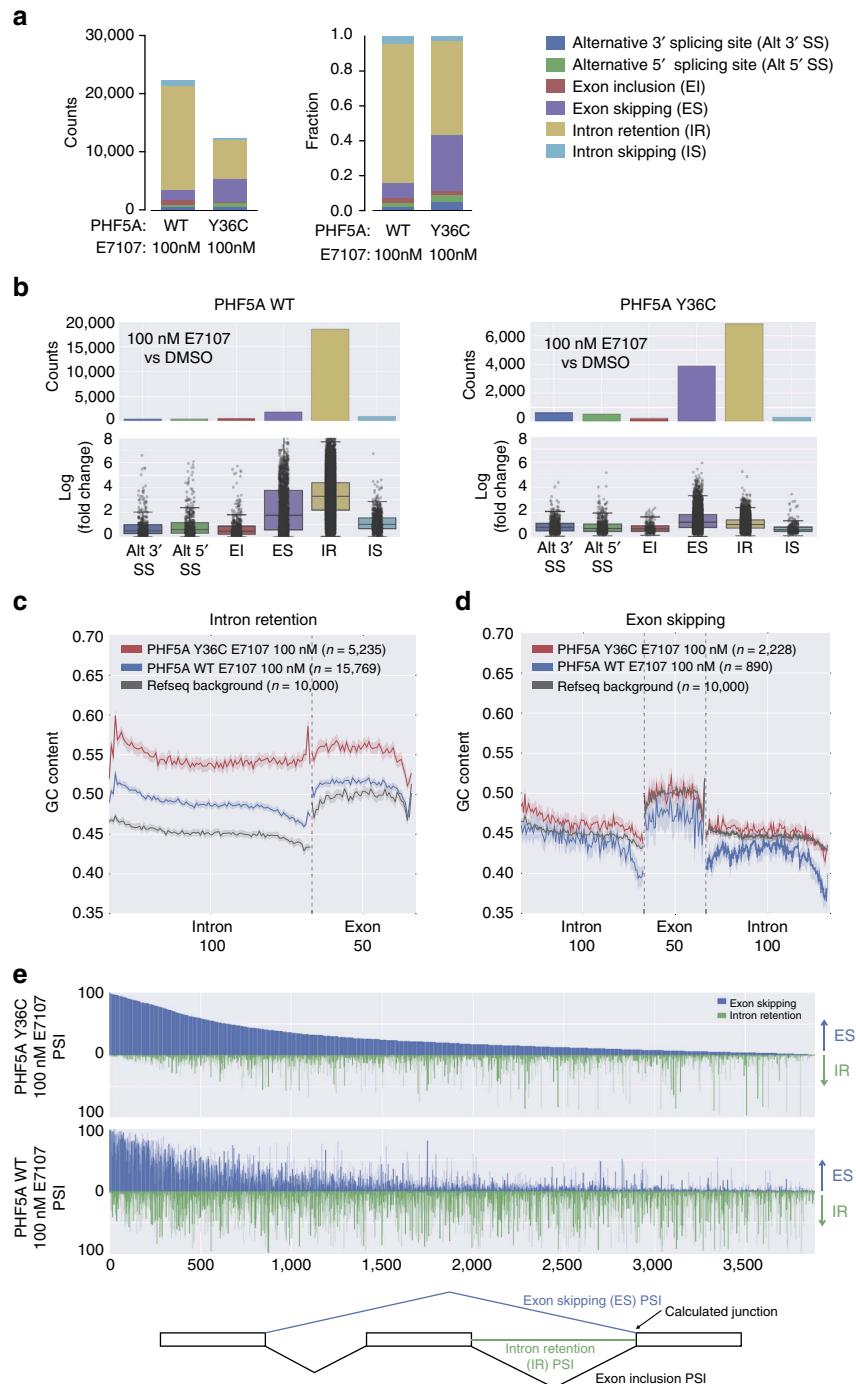 a
30,000
20,000
10,000
0
Counts
PHF5A: WT Y36C
E7107: 100nM 100nM
1.0
0.8
0.6
0.4
0.2
0.0
Fraction
PHF5A: WT Y36C
E7107: 100nM 100nM
Alternative 3′ splicing site (Alt 3′ SS)
Alternative 5′ splicing site (Alt 5′ SS)
Exon inclusion (EI)
Exon skipping (ES)
Intron retention (IR)
Intron skipping (IS)
b
PHF5A WT
20,000
15,000
10,000
5,000
0
Counts
100 nM E7107
vs DMSO
8
6
4
2
0
Log
(fold change)
Alt 3′ SS
Alt 5′ SS
EI
ES
IR
IS
PHF5A Y36C
6,000
4,000
2,000
0
Counts
100 nM E7107
vs DMSO
8
6
4
2
0
Log
(fold change)
Alt 3′ SS
Alt 5′ SS
EI
ES
IR
IS
c
Intron retention
0.70
0.65
0.60
0.55
0.50
0.45
0.40
0.35
GC content
PHF5A Y36C E7107 100 nM (n = 5,235)
PHF5A WT E7107 100 nM (n = 15,769)
Refseq background (n = 10,000)
Intron
100
Exon
50
d
Exon skipping
0.70
0.65
0.60
0.55
0.50
0.45
0.40
0.35
GC content
PHF5A Y36C E7107 100 nM (n = 2,228)
PHF5A WT E7107 100 nM (n = 890)
Refseq background (n = 10,000)
Intron
100
Exon
50
Intron
100
e
PHF5A Y36C
100 nM E7107
PSI
100
0
100
Exon skipping
Intron retention
ES
IR
PHF5A WT
100 nM E7107
PSI
100
0
100
ES
IR
0 500 1,000 1,500 2,000 2,500 3,000 3,500
Exon skipping (ES) PSI
Calculated junction
Intron retention
(IR) PSI
Exon inclusion PSI